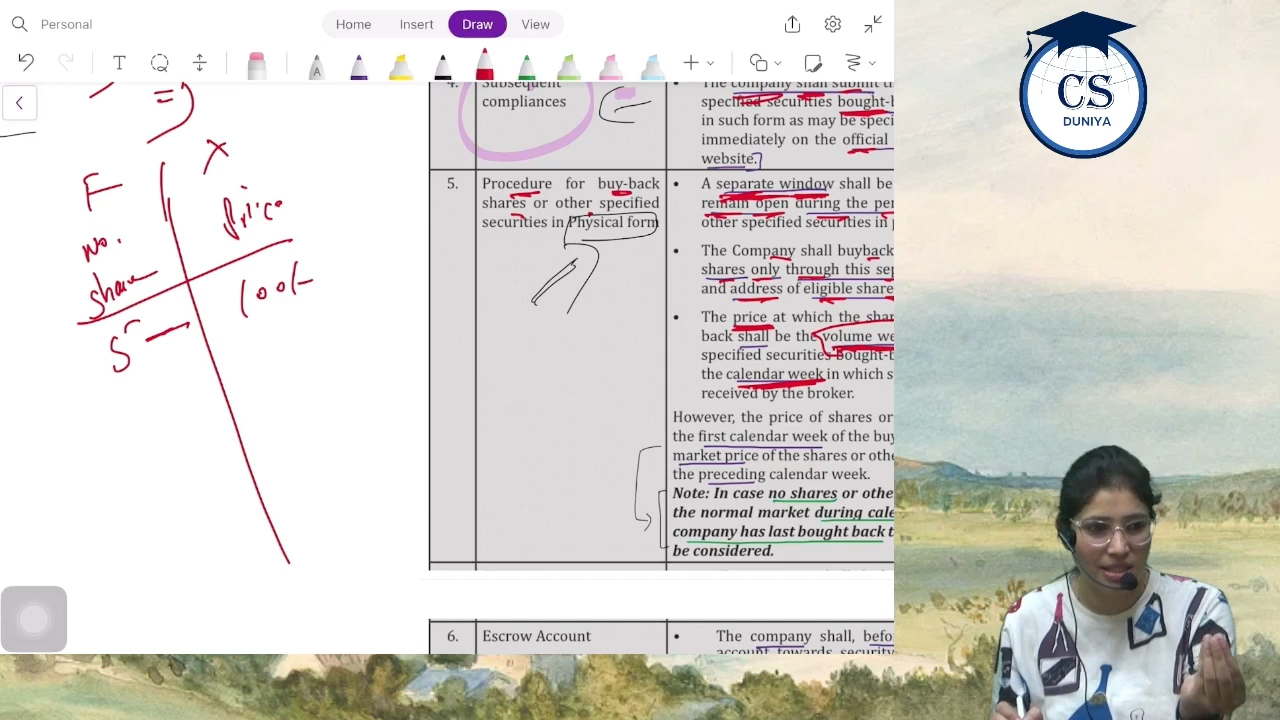 Personal
Home Insert Draw View
T
A
CS
DUNIYA
4. Subsequent
compliances
• The company shall submit t
specified securities bought-b
in such form as may be speci
immediately on the official
website.
5. Procedure for buy-back
shares or other specified
securities in Physical form
• A separate window shall be
remain open during the per
other specified securities in p
• The Company shall buyback
shares only through this sep
and address of eligible share
• The price at which the shar
back shall be the volume we
specified securities bought-b
the calendar week in which s
received by the broker.
However, the price of shares or
the first calendar week of the buy
market price of the shares or othe
the preceding calendar week.
Note: In case no shares or othe
the normal market during cale
company has last bought back t
be considered.
6. Escrow Account
• The company shall, befo
account towards security
F X
no. Price
share
5 100/-